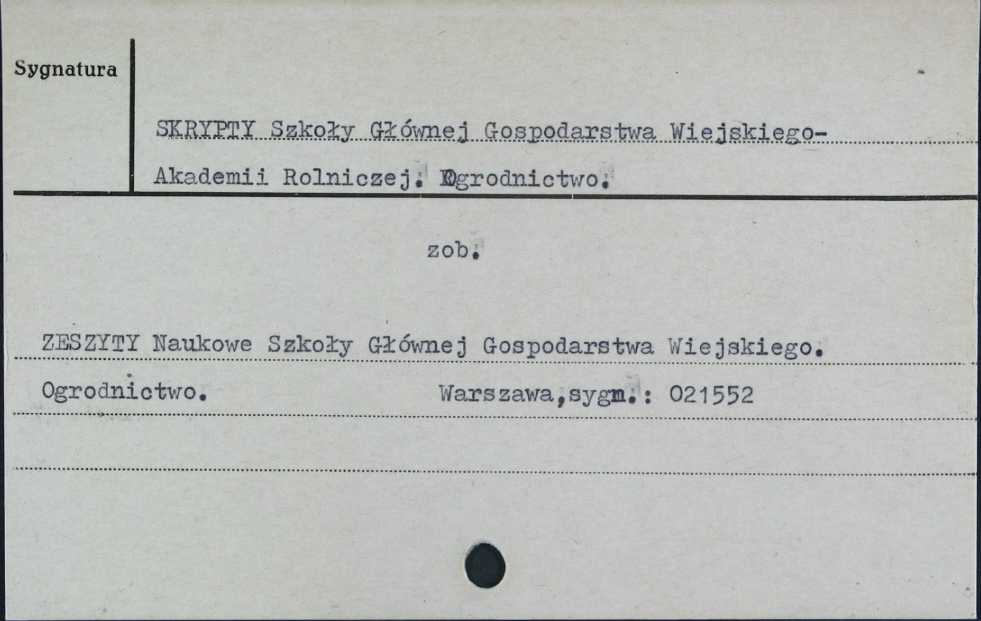 Sygnatura
SKRYPTY Szkoły Głównej Gospodarstwa Wiejskiego-
Akademii Rolniczej. Ogrodnictwo.
zob.
ZESZYTY Naukowe Szkoły Głównej Gospodarstwa Wiejskiego.
Ogrodnictwo. Warszawa,sygn.: O21552